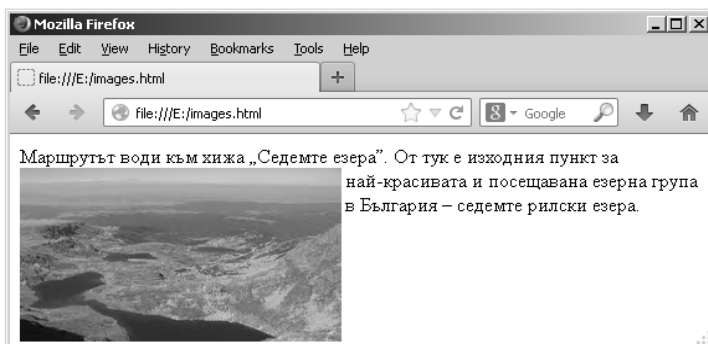 Mozilla Firefox
File Edit View History Bookmarks Tools Help
file:///E:/images.html
file:///E:/images.html
8 Google
Маршрутът води към хижа „Седемте езера”. От тук е изходния пункт за
най-красивата и посещавана езерна група
в България – седемте рилски езера.